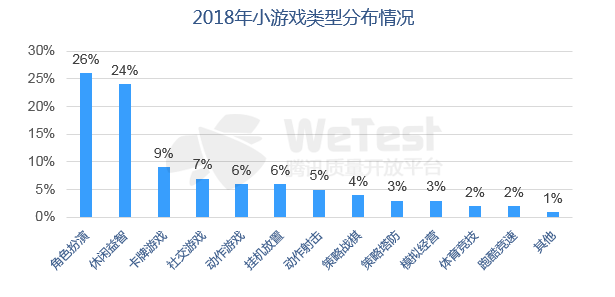 2018年小游戏类型分布情况
30%
25%
20%
15%
10%
5%
0%
26%
24%
9%
7%
6%
6%
5%
4%
3%
3%
2%
2%
1%
WeTest
腾讯质量开放平台
角色扮演
休闲益智
卡牌游戏
社交游戏
动作游戏
挂机放置
动作射击
策略战棋
策略塔防
模拟经营
体育竞技
跑酷竞速
其他